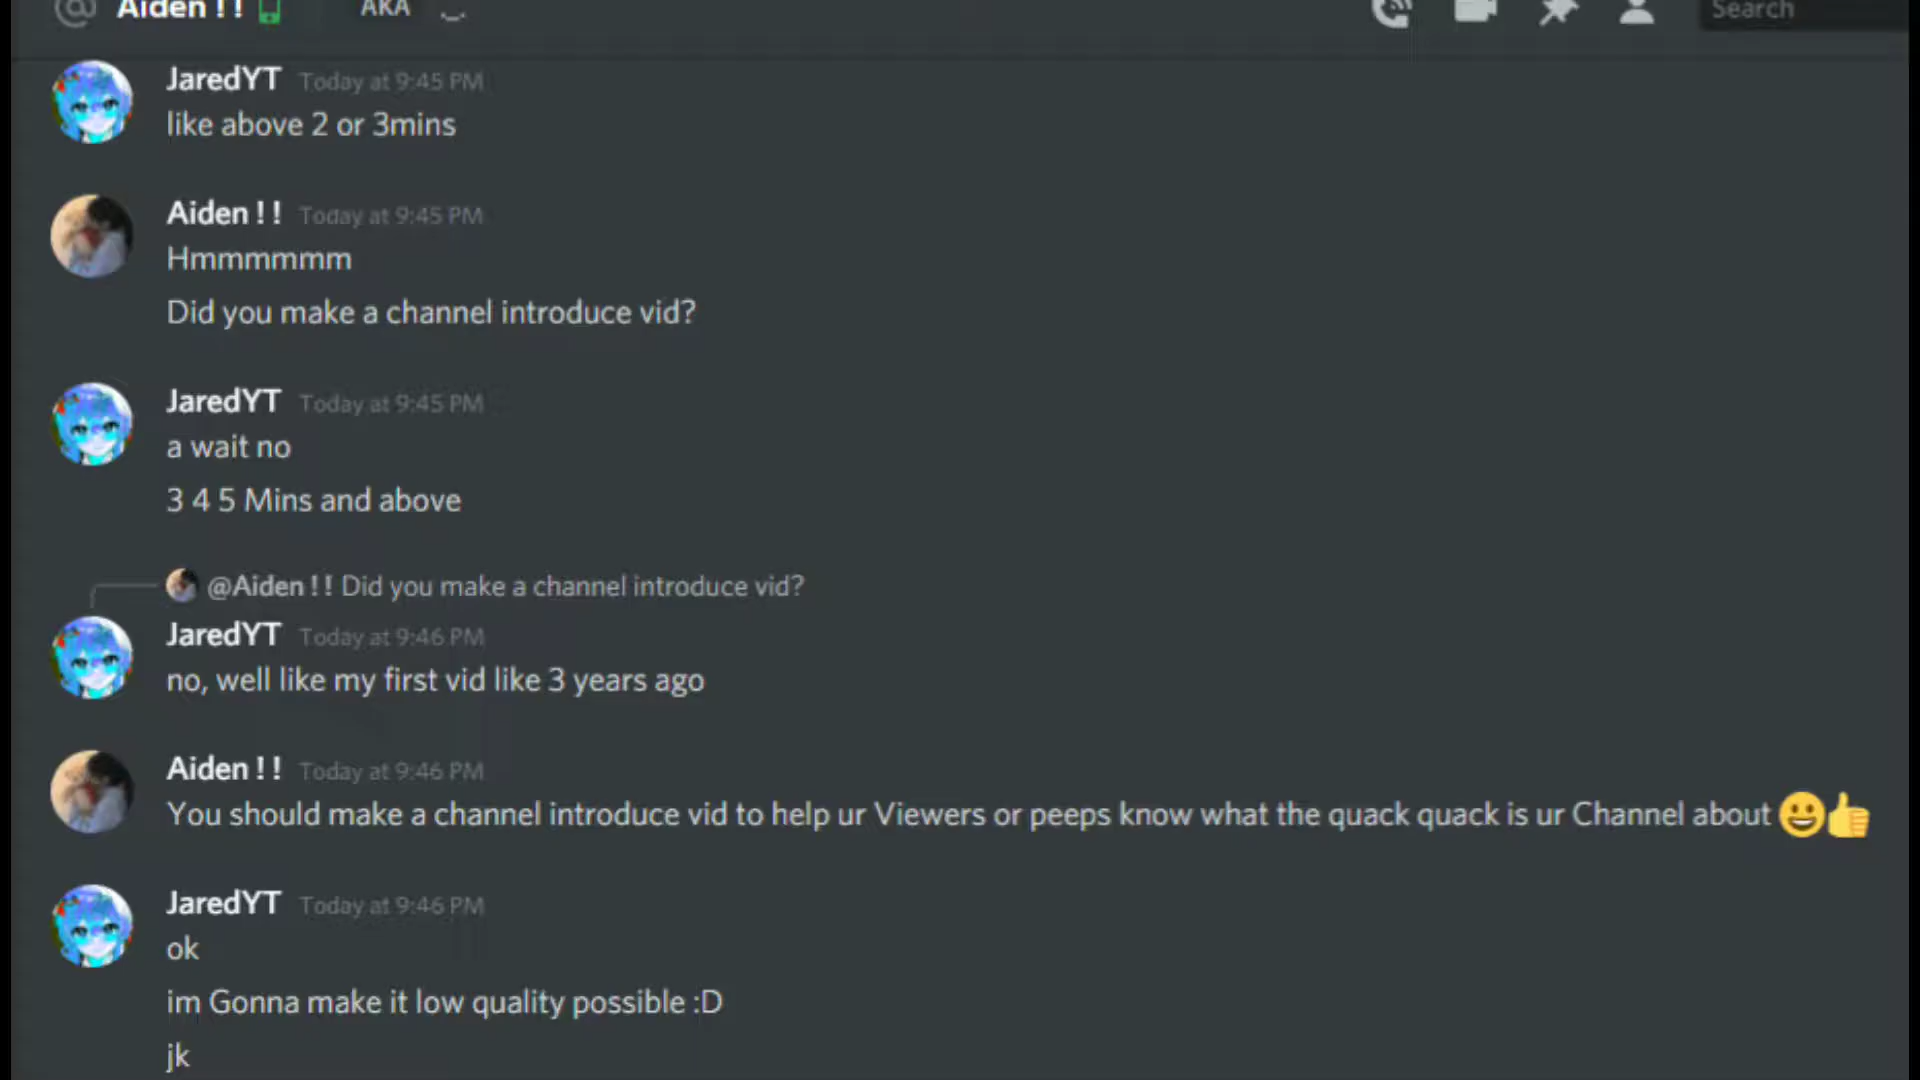 @ Aiden ! ! AKA ._. Search
JaredYT Today at 9:45 PM
like above 2 or 3mins
Aiden ! ! Today at 9:45 PM
Hmmmmmm
Did you make a channel introduce vid?
JaredYT Today at 9:45 PM
a wait no
3 4 5 Mins and above
@Aiden ! ! Did you make a channel introduce vid?
JaredYT Today at 9:46 PM
no, well like my first vid like 3 years ago
Aiden ! ! Today at 9:46 PM
You should make a channel introduce vid to help ur Viewers or peeps know what the quack quack is ur Channel about 😀👍
JaredYT Today at 9:46 PM
ok
im Gonna make it low quality possible :D
jk